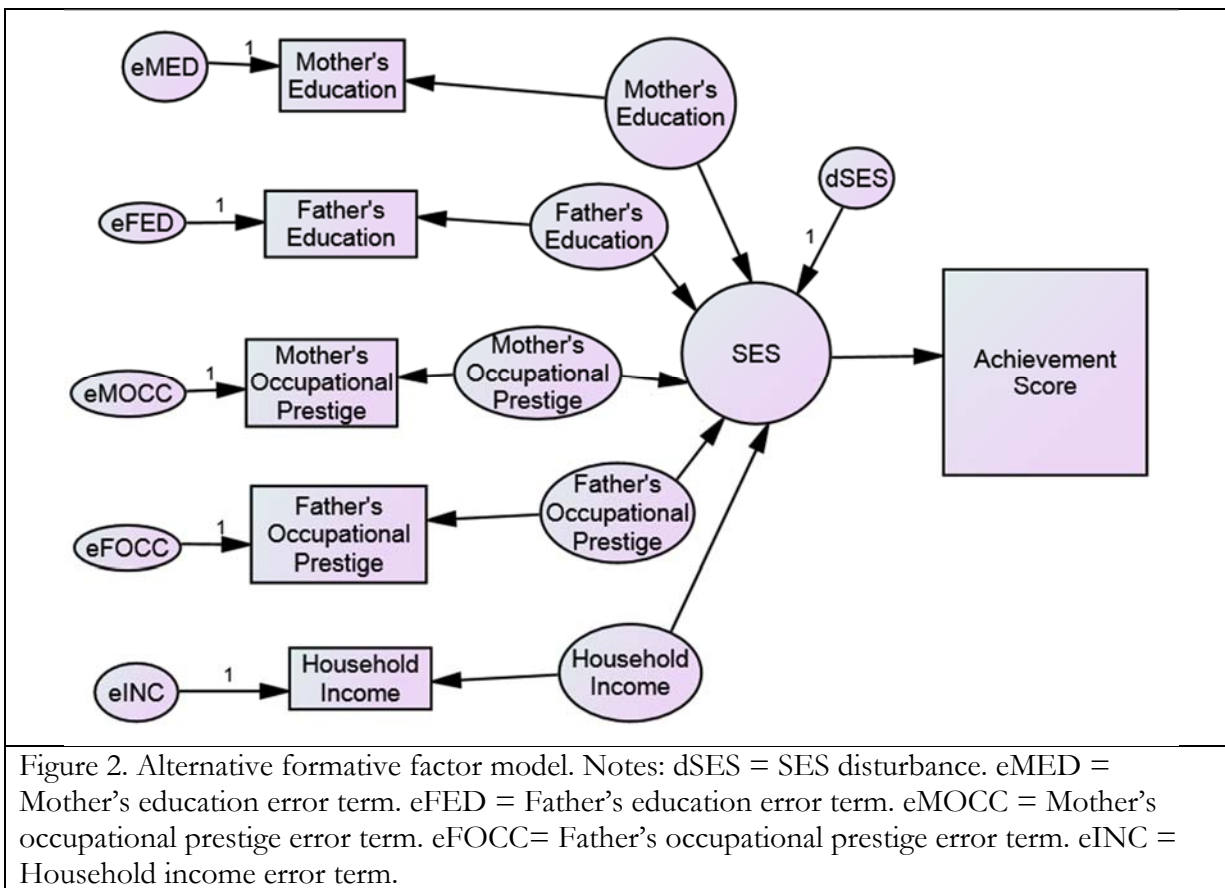 eMED
1
Mother's
Education
Mother's
Education
dSES
1
eFED
1
Father's
Education
Father's
Education
SES
Achievement
Score
eMOCC
1
Mother's
Occupational
Prestige
Mother's
Occupational
Prestige
eFOCC
1
Father's
Occupational
Prestige
Father's
Occupational
Prestige
eINC
1
Household
Income
Household
Income
Figure 2. Alternative formative factor model. Notes: dSES = SES disturbance. eMED =
Mother's education error term. eFED = Father's education error term. eMOCC = Mother's
occupational prestige error term. eFOCC= Father's occupational prestige error term. eINC =
Household income error term.